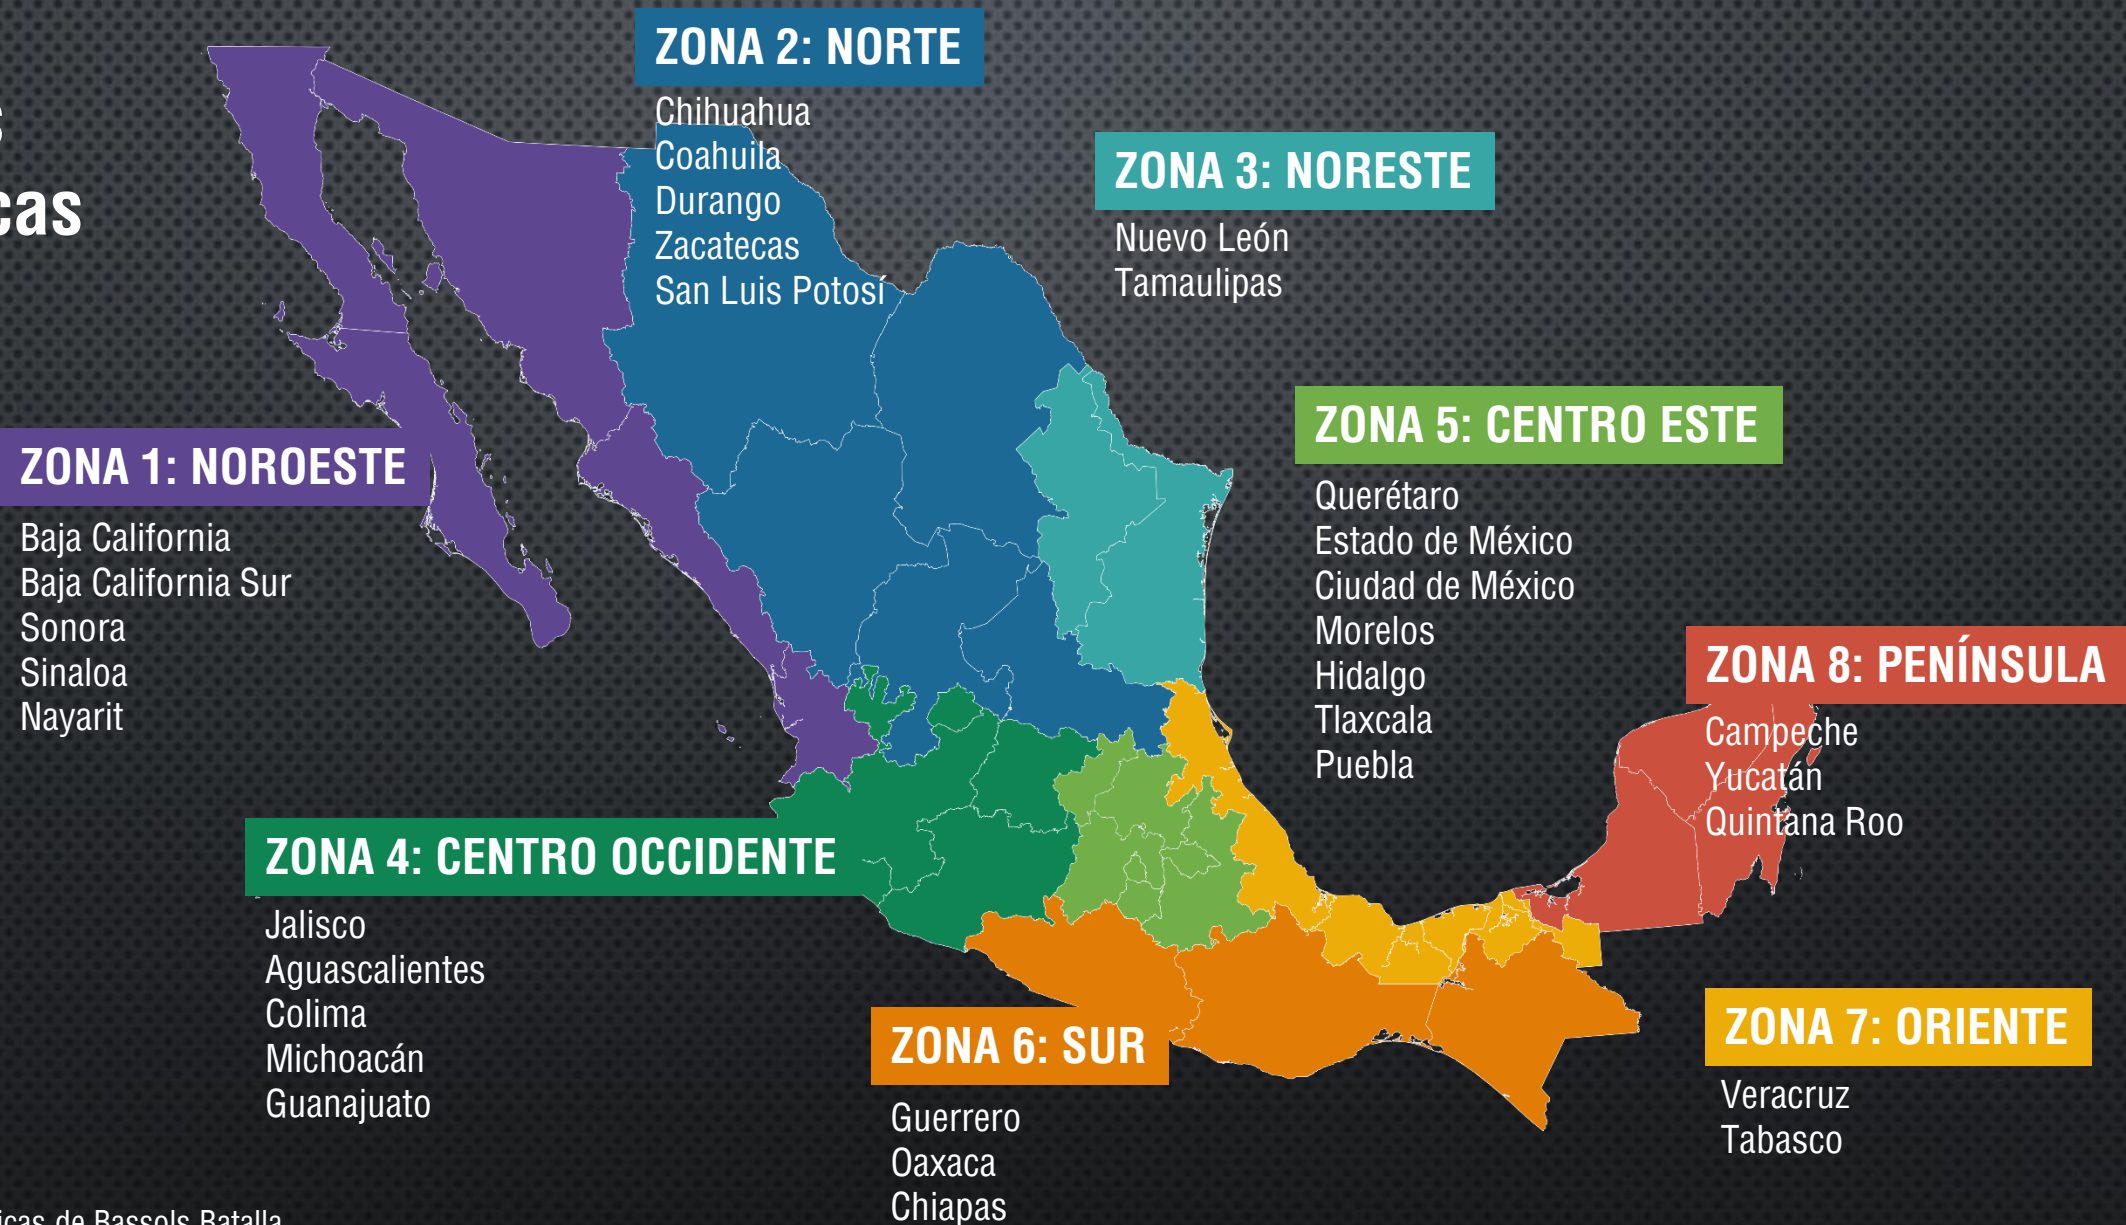 ZONA 2: NORTE
Chihuahua
Coahuila
Durango
Zacatecas
San Luis Potosí
ZONA 3: NORESTE
Nuevo León
Tamaulipas
ZONA 1: NOROESTE
Baja California
Baja California Sur
Sonora
Sinaloa
Nayarit
ZONA 5: CENTRO ESTE
Querétaro
Estado de México
Ciudad de México
Morelos
Hidalgo
Tlaxcala
Puebla
ZONA 8: PENÍNSULA
Campeche
Yucatán
Quintana Roo
ZONA 4: CENTRO OCCIDENTE
Jalisco
Aguascalientes
Colima
Michoacán
Guanajuato
ZONA 6: SUR
Guerrero
Oaxaca
Chiapas
ZONA 7: ORIENTE
Veracruz
Tabasco
de Bassols Batalla